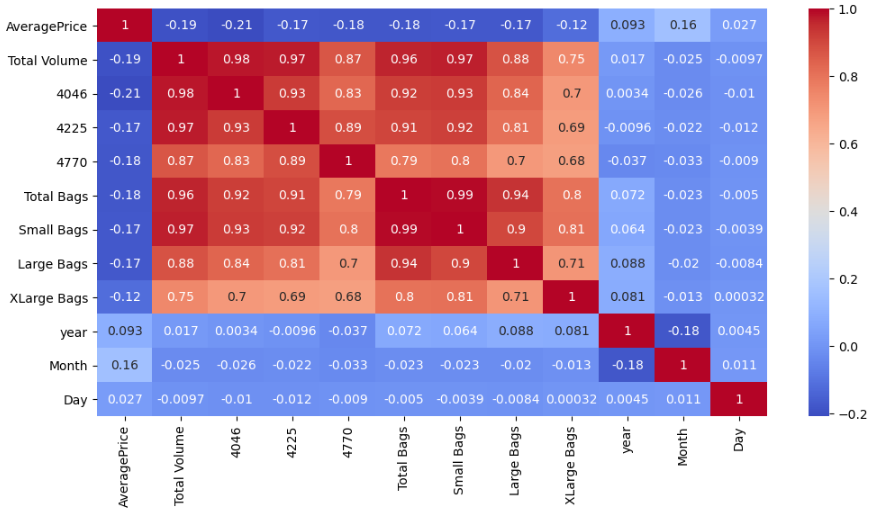 AveragePrice 1 -0.19 -0.21 -0.17 -0.18 -0.18 -0.17 -0.17 -0.12 0.093 0.16 0.027
Total Volume -0.19 1 0.98 0.97 0.87 0.96 0.97 0.88 0.75 0.017 -0.025 -0.0097
4046 -0.21 0.98 1 0.93 0.83 0.92 0.93 0.84 0.7 0.0034 -0.026 -0.01
4225 -0.17 0.97 0.93 1 0.89 0.91 0.92 0.81 0.69 -0.0096 -0.022 -0.012
4770 -0.18 0.87 0.83 0.89 1 0.79 0.8 0.7 0.68 -0.037 -0.033 -0.009
Total Bags -0.18 0.96 0.92 0.91 0.79 1 0.99 0.94 0.8 0.072 -0.023 -0.005
Small Bags -0.17 0.97 0.93 0.92 0.8 0.99 1 0.9 0.81 0.064 -0.023 -0.0039
Large Bags -0.17 0.88 0.84 0.81 0.7 0.94 0.9 1 0.71 0.088 -0.02 -0.0084
XLarge Bags -0.12 0.75 0.7 0.69 0.68 0.8 0.81 0.71 1 0.081 -0.013 0.00032
year 0.093 0.017 0.0034 -0.0096 -0.037 0.072 0.064 0.088 0.081 1 -0.18 0.0045
Month 0.16 -0.025 -0.026 -0.022 -0.033 -0.023 -0.023 -0.02 -0.013 -0.18 1 0.011
Day 0.027 -0.0097 -0.01 -0.012 -0.009 -0.005 -0.0039 -0.0084 0.00032 0.0045 0.011 1
AveragePrice
Total Volume
4046
4225
4770
Total Bags
Small Bags
Large Bags
XLarge Bags
year
Month
Day
1.0
0.8
0.6
0.4
0.2
0.0
−0.2